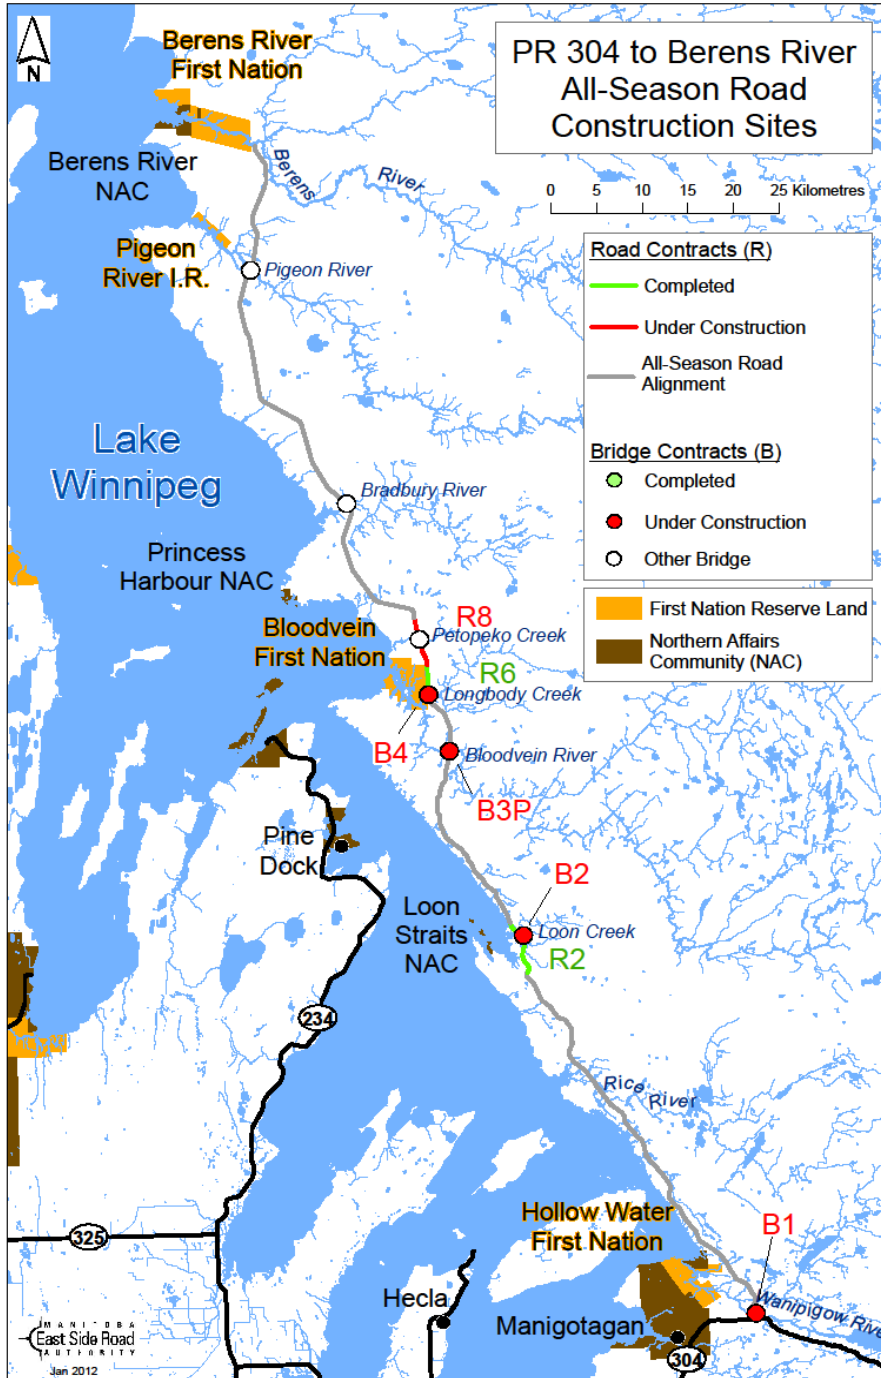 PR 304 to Berens River
All-Season Road
Construction Sites
0 5 10 15 20 25 Kilometres
Road Contracts (R)
Completed
Under Construction
All-Season Road
Alignment
Bridge Contracts (B)
Completed
Under Construction
Other Bridge
First Nation Reserve Land
Northern Affairs
Community (NAC)
N
Berens River
First Nation
Berens River
NAC
Berens
River
Pigeon
River I.R.
Pigeon River
Lake
Winnipeg
Bradbury River
Princess
Harbour NAC
R8
Bloodvein
First Nation
Petopeko Creek
R6
Longbody Creek
B4
Bloodvein River
B3P
Pine
Dock
B2
Loon
Straits
NAC
Loon Creek
R2
234
Rice
River
Hollow Water
First Nation
325
B1
Hecla
Wanipigow River
Manigotagan
304
MANITOBA
East Side Road
AUTHORITY
Jan 2012